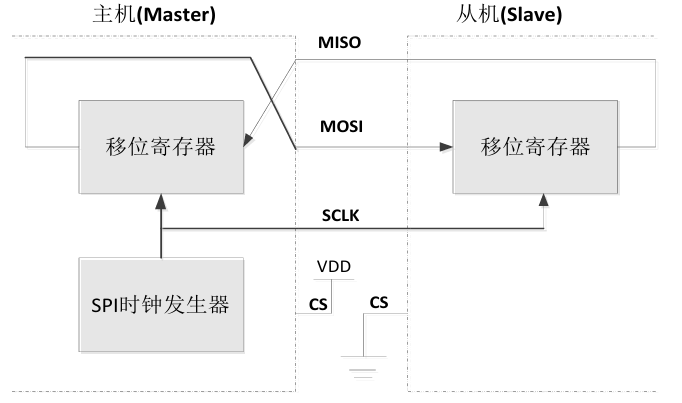 主机(Master)
从机(Slave)
MISO
移位寄存器
MOSI
移位寄存器
SCLK
SPI时钟发生器
VDD
CS
CS